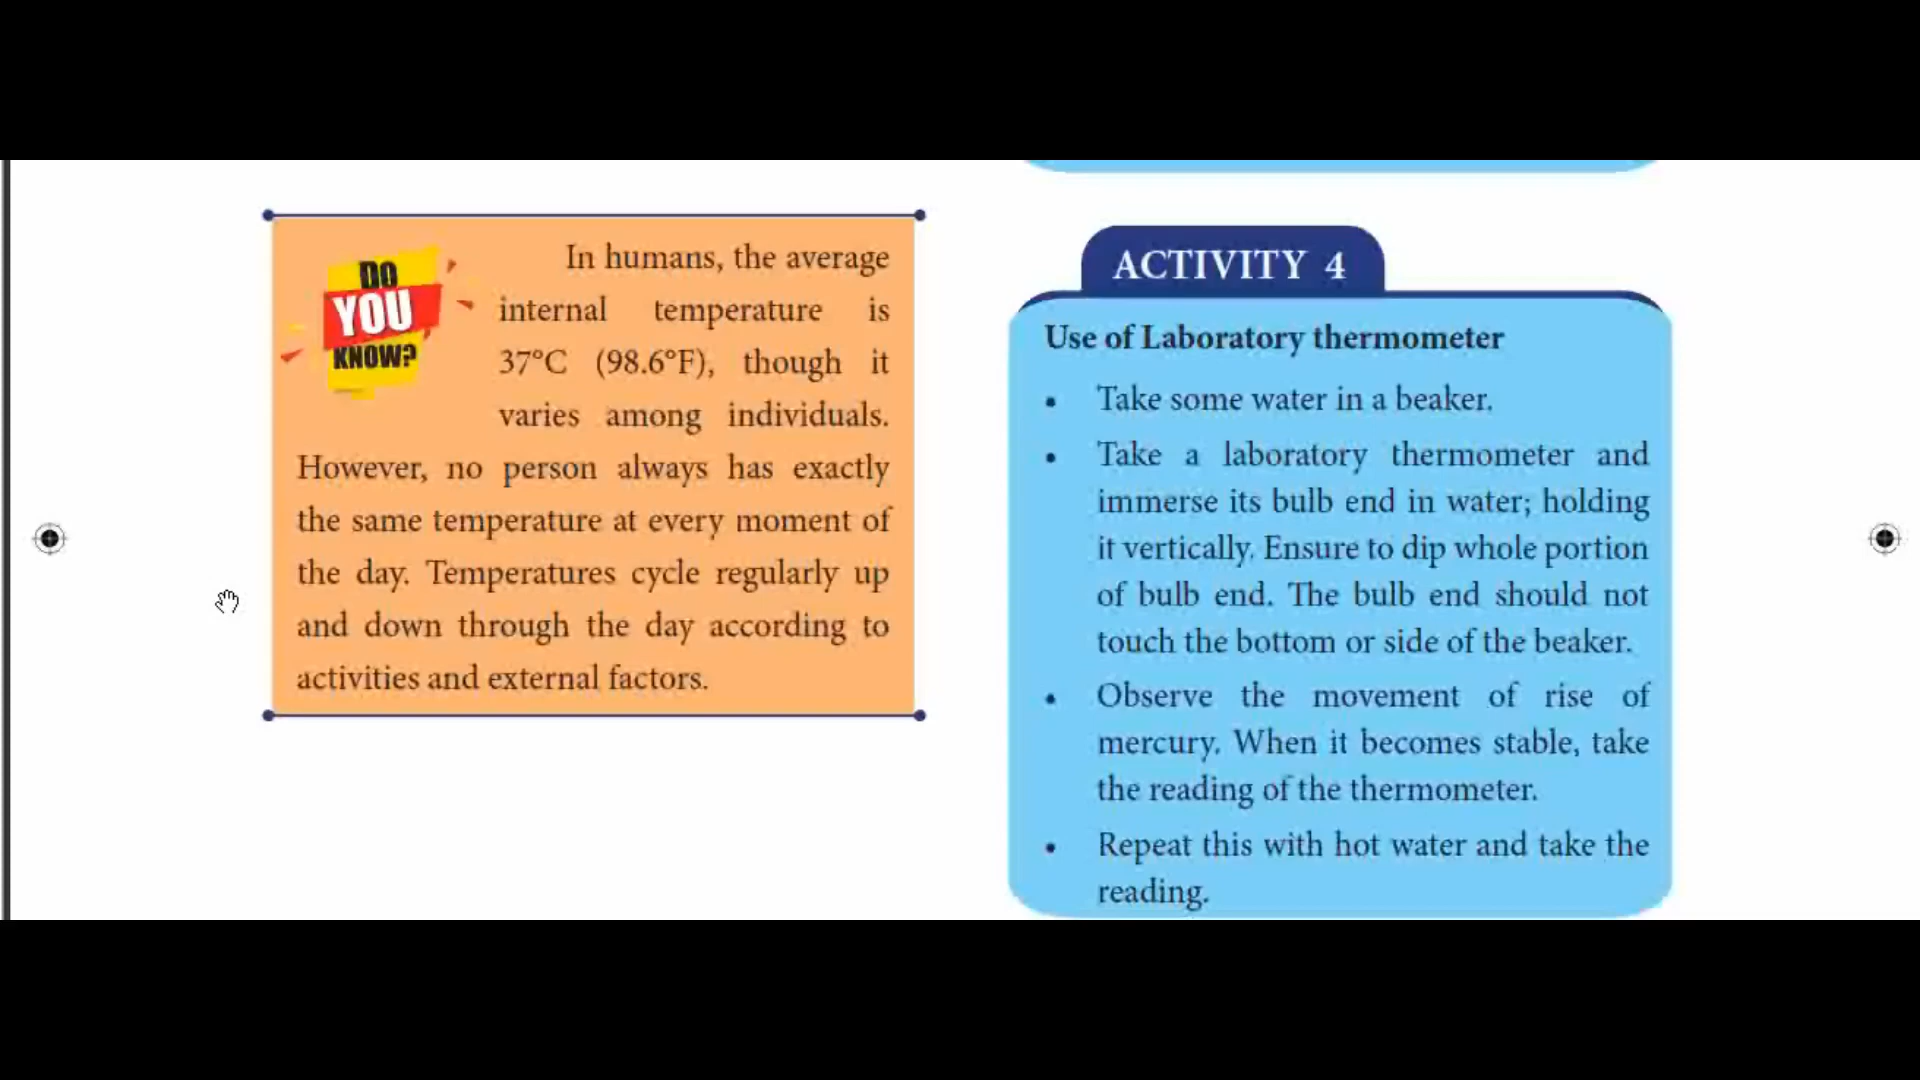 DO
YOU
KNOW?
In humans, the average
internal temperature is
37°C (98.6°F), though it
varies among individuals.
However, no person always has exactly
the same temperature at every moment of
the day. Temperatures cycle regularly up
and down through the day according to
activities and external factors.
ACTIVITY 4
Use of Laboratory thermometer
• Take some water in a beaker.
• Take a laboratory thermometer and
immerse its bulb end in water; holding
it vertically. Ensure to dip whole portion
of bulb end. The bulb end should not
touch the bottom or side of the beaker.
• Observe the movement of rise of
mercury. When it becomes stable, take
the reading of the thermometer.
• Repeat this with hot water and take the
reading.